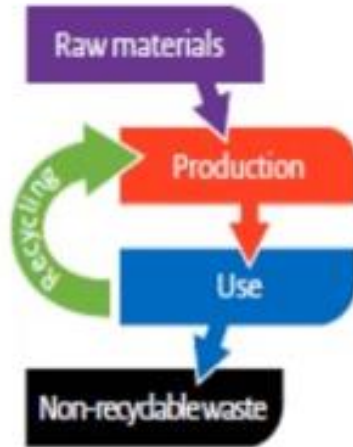 Raw materials
Production
Recycling
Use
Non-recyclable waste